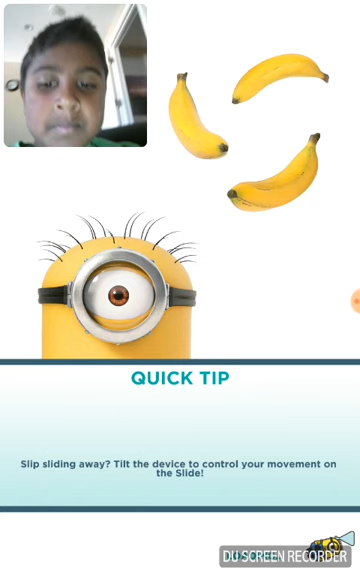 QUICK TIP
Slip sliding away? Tilt the device to control your movement on
the Slide!
DU SCREEN RECORDER